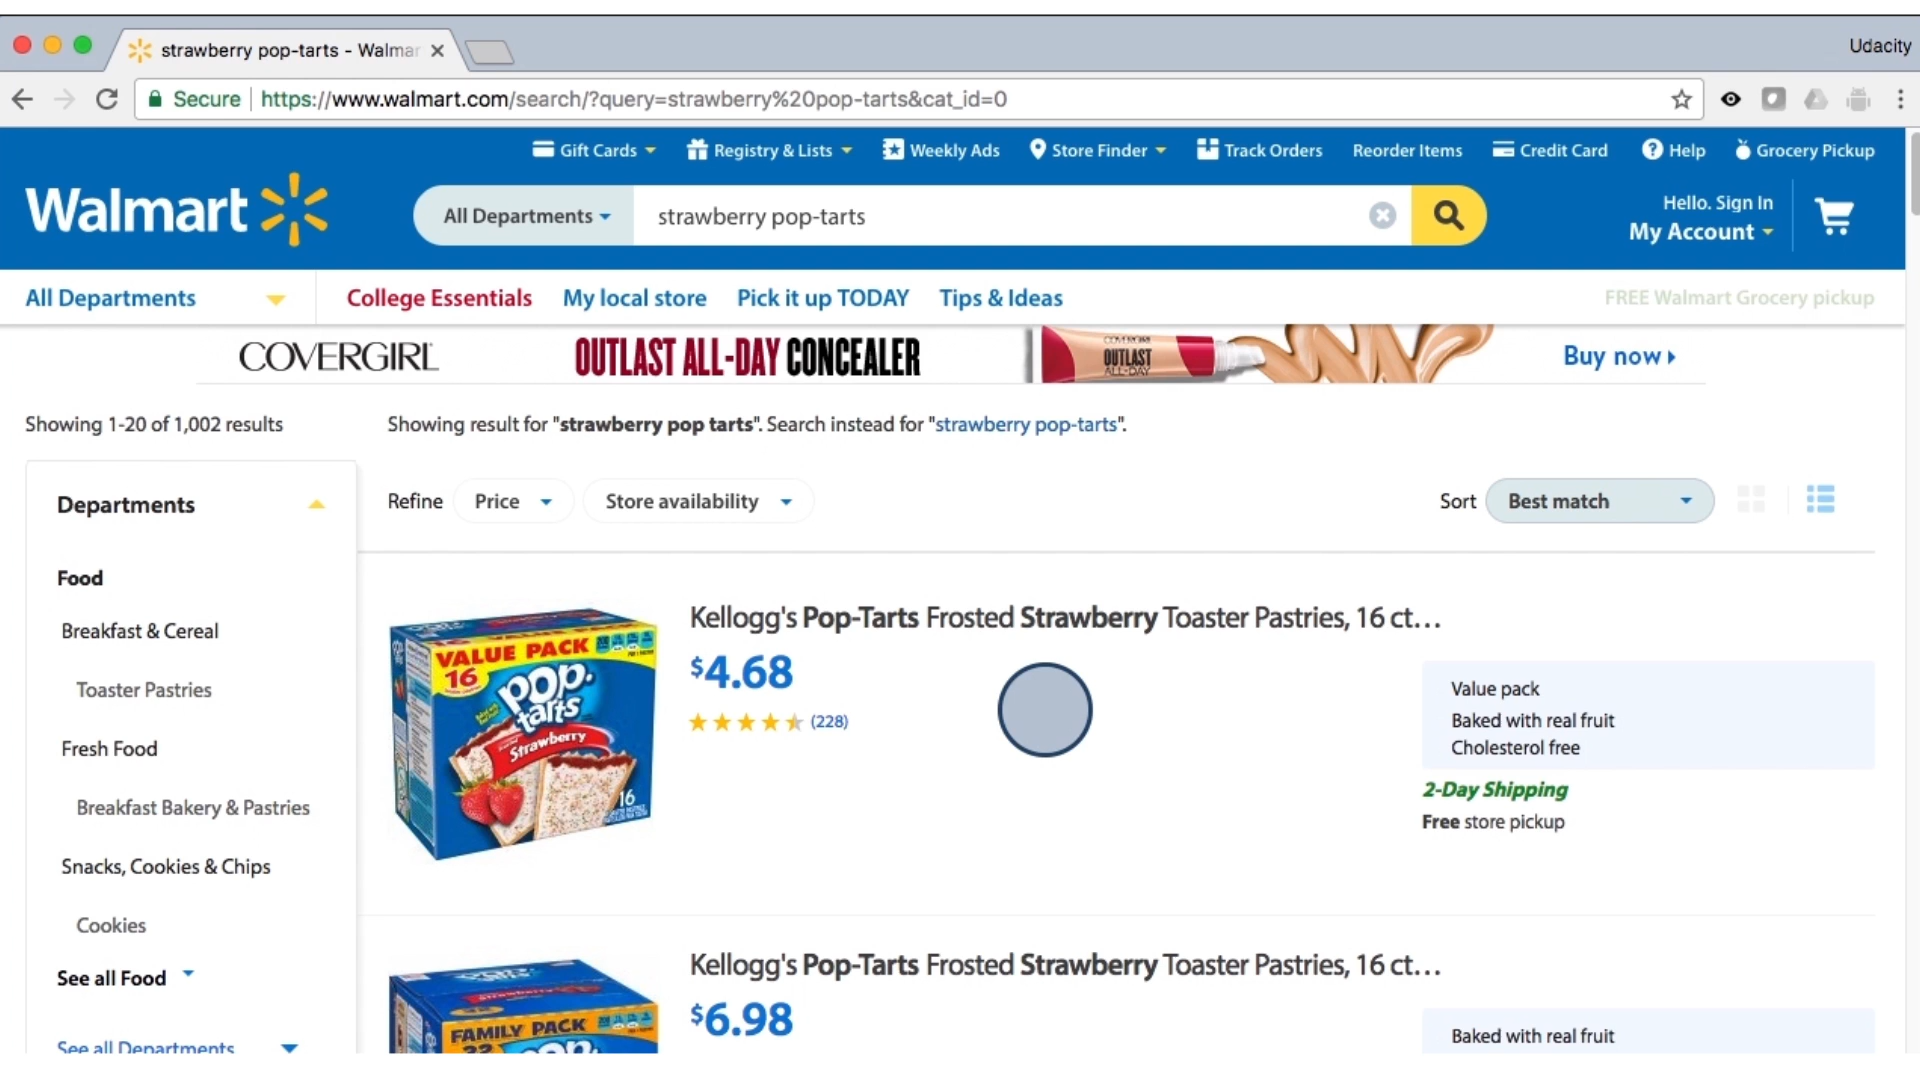 strawberry pop-tarts - Walmar
Udacity
Secure https://www.walmart.com/search/?query=strawberry%20pop-tarts&cat_id=0
Gift Cards Registry & Lists Weekly Ads Store Finder Track Orders Reorder Items Credit Card Help Grocery Pickup
Walmart
All Departments strawberry pop-tarts
Hello. Sign In
My Account
All Departments College Essentials My local store Pick it up TODAY Tips & Ideas FREE Walmart Grocery pickup
COVERGIRL OUTLAST ALL-DAY CONCEALER Buy now
COVERGIRL
OUTLAST
ALL-DAY
Showing 1-20 of 1,002 results Showing result for "strawberry pop tarts". Search instead for "strawberry pop-tarts".
Departments
Refine Price Store availability Sort Best match
Food
Breakfast & Cereal
Toaster Pastries
Fresh Food
Breakfast Bakery & Pastries
Snacks, Cookies & Chips
Cookies
See all Food
See all Departments
VALUE PACK
16
pop.
tarts
Strawberry
16
Kellogg's Pop-Tarts Frosted Strawberry Toaster Pastries, 16 ct...
$4.68
(228)
Value pack
Baked with real fruit
Cholesterol free
2-Day Shipping
Free store pickup
FAMILY PACK
Kellogg's Pop-Tarts Frosted Strawberry Toaster Pastries, 16 ct...
$6.98
Baked with real fruit